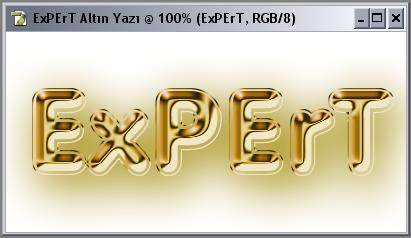 ExPErT Altın Yazı @ 100% (ExPErT, RGB/8)
ExPErT